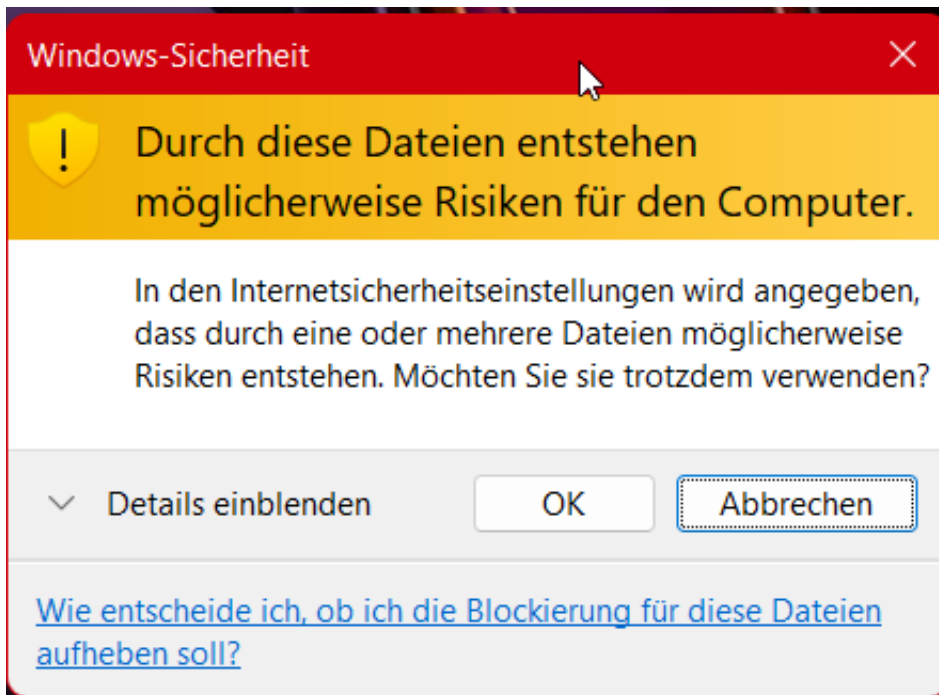 Windows-Sicherheit
Durch diese Dateien entstehen
möglicherweise Risiken für den Computer.
In den Internetsicherheitseinstellungen wird angegeben,
dass durch eine oder mehrere Dateien möglicherweise
Risiken entstehen. Möchten Sie sie trotzdem verwenden?
Details einblenden OK Abbrechen
Wie entscheide ich, ob ich die Blockierung für diese Dateien
aufheben soll?